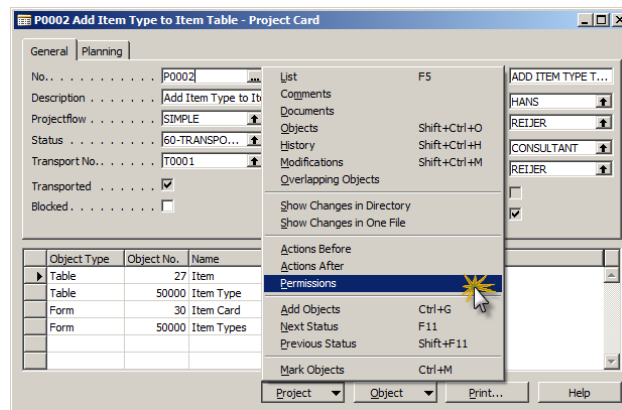 P0002 Add Item Type to Item Table - Project Card
General Planning
No. . . . . . . . . . . . . P0002 ... ADD ITEM TYPE T...
Description . . . . . . . . Add Item Type to It HANS
Projectflow . . . . . . . . SIMPLE REIJER
Status . . . . . . . . . . 60-TRANSPO... CONSULTANT
Transport No. . . . . . . . T0001 REIJER
Transported . . . . . .
Blocked. . . . . . . . . .
List F5
Comments
Documents
Objects Shift+Ctrl+O
History Shift+Ctrl+H
Modifications Shift+Ctrl+M
Overlapping Objects
Show Changes in Directory
Show Changes in One File
Actions Before
Actions After
Permissions
Add Objects Ctrl+G
Next Status F11
Previous Status Shift+F11
Mark Objects Ctrl+M
Object Type Object No. Name
Table 27 Item
Table 50000 Item Type
Form 30 Item Card
Form 50000 Item Types
Project Object Print... Help